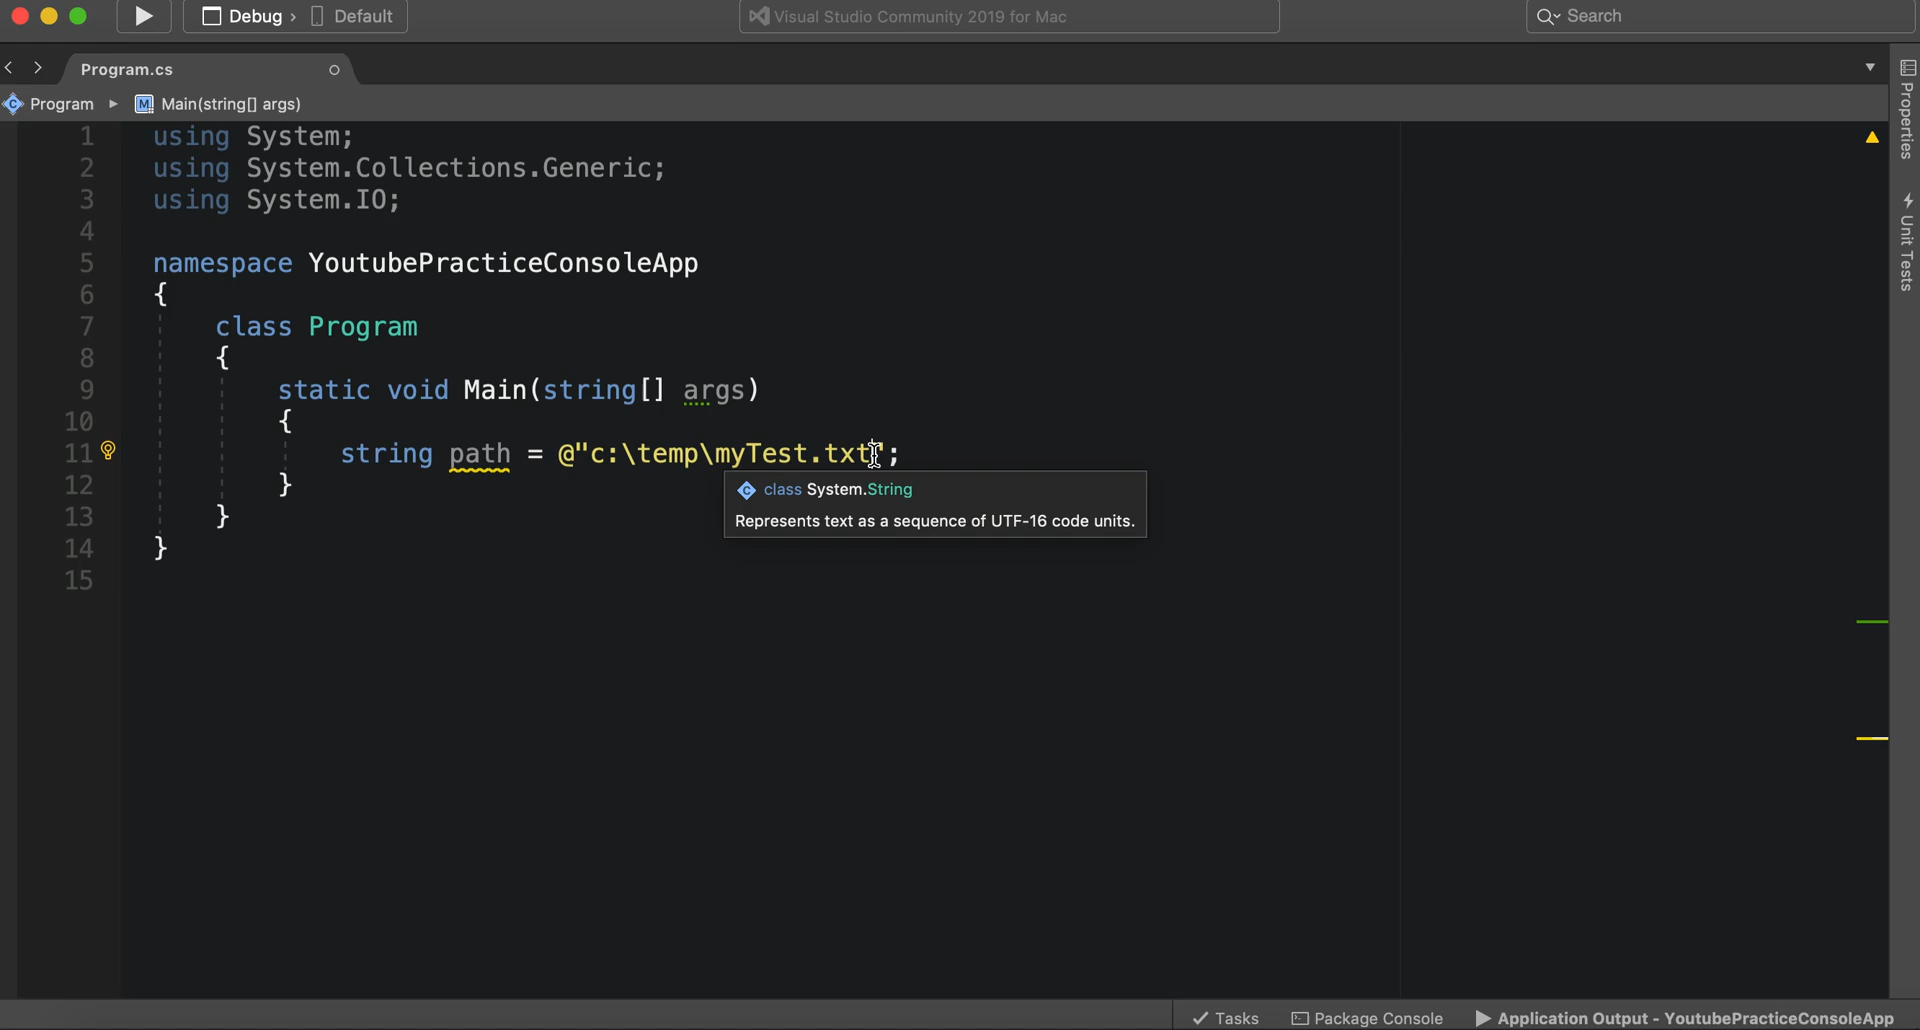 Debug › Default
Visual Studio Community 2019 for Mac
Search
Program.cs
Program ▸ M Main(string[] args)
1 using System;
2 using System.Collections.Generic;
3 using System.IO;
4
5 namespace YoutubePracticeConsoleApp
6 {
7 class Program
8 {
9 static void Main(string[] args)
10 {
11 string path = @"c:\temp\myTest.txt";
12 }
13 }
14 }
15
C class System.String
Represents text as a sequence of UTF-16 code units.
Properties
Unit Tests
Tasks
Package Console
Application Output - YoutubePracticeConsoleApp